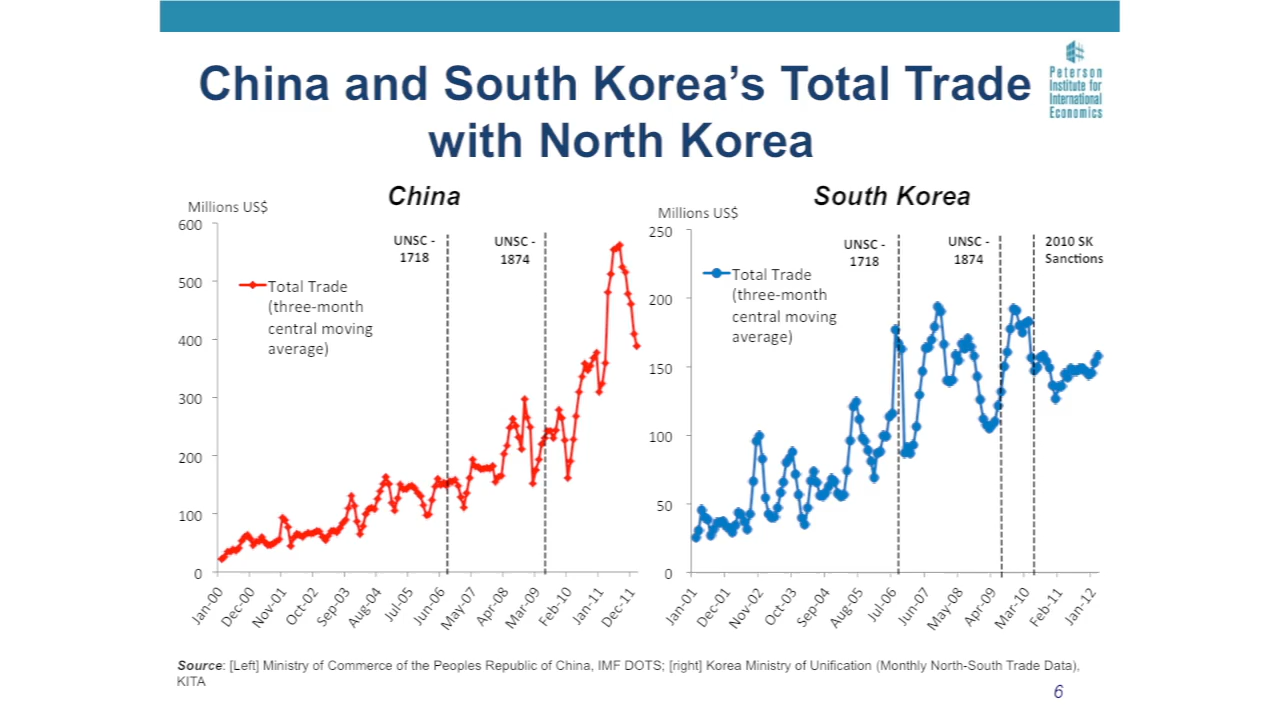 China and South Korea's Total Trade
with North Korea
Peterson
Institute for
International
Economics
China
Millions US$
600
500
400
300
200
100
0
UNSC -
1718
UNSC -
1874
Total Trade
(three-month
central moving
average)
Jan-00
Dec-00
Nov-01
Oct-02
Sep-03
Aug-04
Jul-05
Jun-06
May-07
Apr-08
Mar-09
Feb-10
Jan-11
Dec-11
South Korea
Millions US$
250
200
150
100
50
0
UNSC -
1718
UNSC -
1874
2010 SK
Sanctions
Total Trade
(three-month
central moving
average)
Jan-01
Dec-01
Nov-02
Oct-03
Sep-04
Aug-05
Jul-06
Jun-07
May-08
Apr-09
Mar-10
Feb-11
Jan-12
Source: [Left] Ministry of Commerce of the Peoples Republic of China, IMF DOTS; [right] Korea Ministry of Unification (Monthly North-South Trade Data),
KITA
6